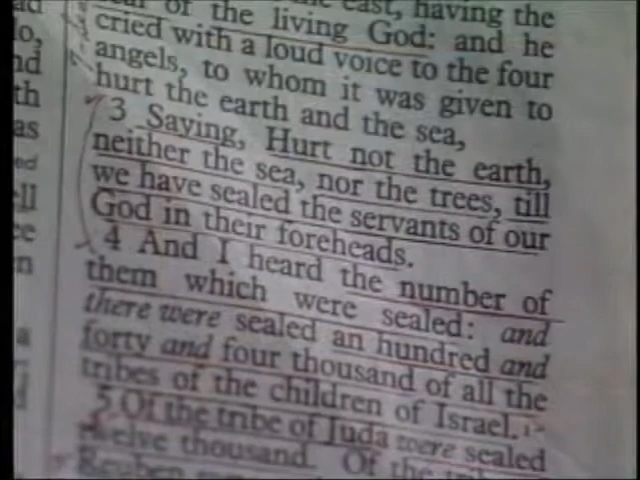 east, having the
of the living God: and he
cried with a loud voice to the four
angels, to whom it was given to
hurt the earth and the sea,
3 Saying, Hurt not the earth,
neither the sea, nor the trees, till
we have sealed the servants of our
God in their foreheads.
4 And I heard the number of
them which were sealed: and
there were sealed an hundred and
forty and four thousand of all the
tribes of the children of Israel.
5 Of the tribe of Juda were sealed
twelve thousand. Of the
Reuben